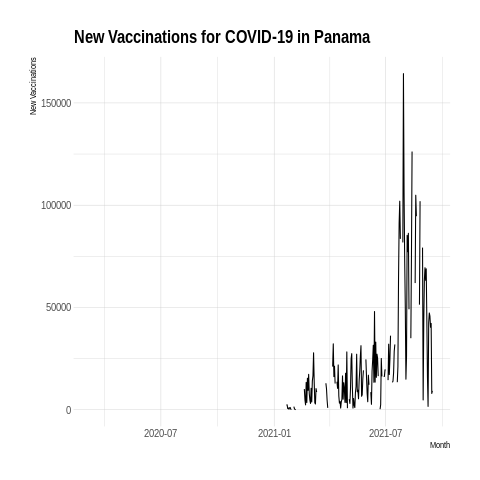 New Vaccinations for COVID-19 in Panama
New Vaccinations
150000
100000
50000
0
2020-07
2021-01
2021-07
Month